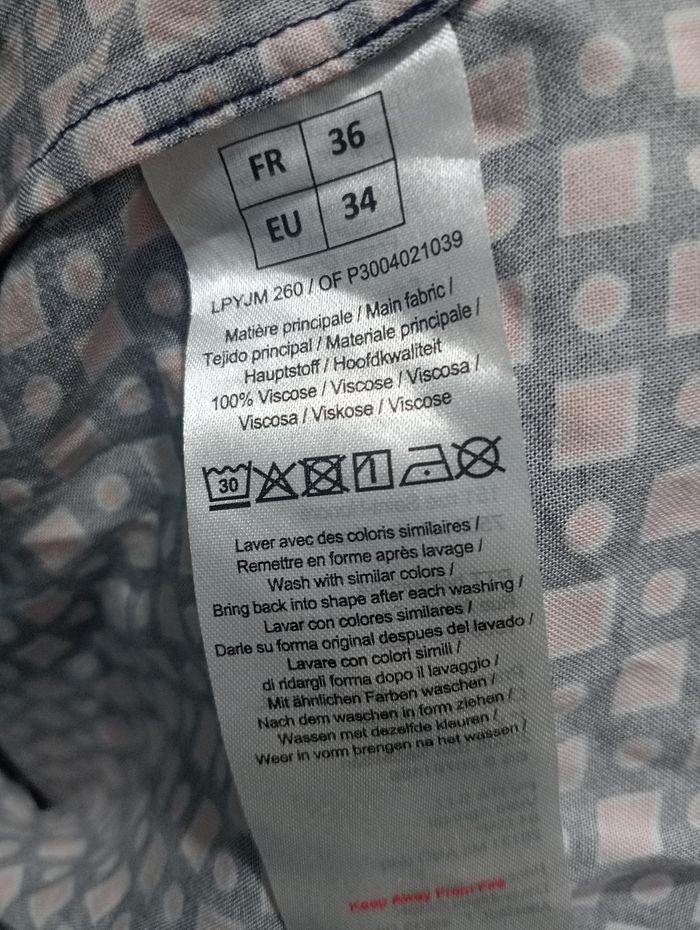 FR 36
EU 34
LPYJM 260 / OF P3004021039
Matière principale / Main fabric /
Tejido principal / Materiale principale /
Hauptstoff / Hoofdkwaliteit
100% Viscose / Viscose / Viscosa /
Viscosa / Viskose / Viscose
30
Laver avec des coloris similaires /
Remettre en forme après lavage /
Wash with similar colors /
Bring back into shape after each washing /
Lavar con colores similares /
Darle su forma original despues del lavado /
Lavare con colori simili /
di ridargli forma dopo il lavaggio /
Mit ähnlichen Farben waschen /
Nach dem waschen in form ziehen /
Wassen met dezelfde kleuren /
Weer in vorm brengen na het wassen /
Keep Away From Fire